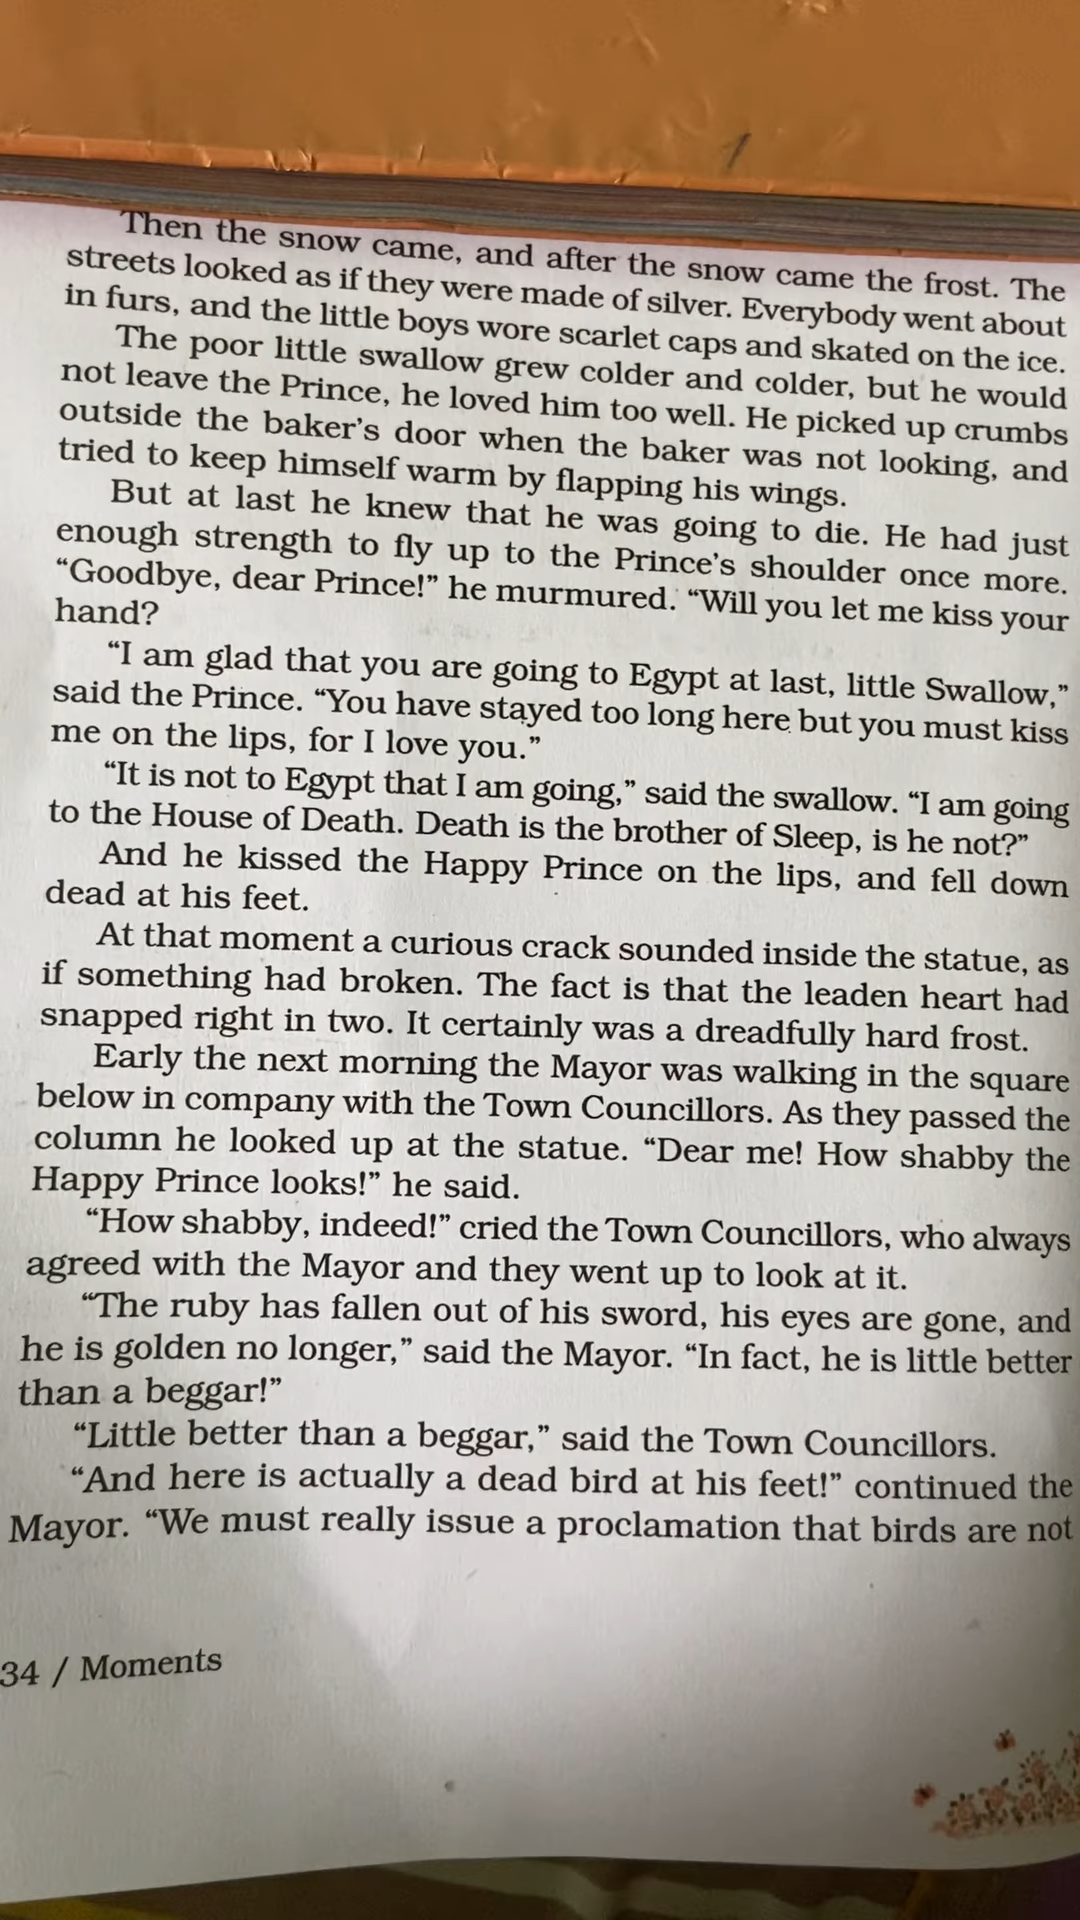 Then the snow came, and after the snow came the frost. The
streets looked as if they were made of silver. Everybody went about
in furs, and the little boys wore scarlet caps and skated on the ice.
The poor little swallow grew colder and colder, but he would
not leave the Prince, he loved him too well. He picked up crumbs
outside the baker's door when the baker was not looking, and
tried to keep himself warm by flapping his wings.
But at last he knew that he was going to die. He had just
enough strength to fly up to the Prince's shoulder once more.
“Goodbye, dear Prince!” he murmured. “Will you let me kiss your
hand?
“I am glad that you are going to Egypt at last, little Swallow,”
said the Prince. “You have stayed too long here but you must kiss
me on the lips, for I love you.”
“It is not to Egypt that I am going,” said the swallow. “I am going
to the House of Death. Death is the brother of Sleep, is he not?”
And he kissed the Happy Prince on the lips, and fell down
dead at his feet.
At that moment a curious crack sounded inside the statue, as
if something had broken. The fact is that the leaden heart had
snapped right in two. It certainly was a dreadfully hard frost.
Early the next morning the Mayor was walking in the square
below in company with the Town Councillors. As they passed the
column he looked up at the statue. “Dear me! How shabby the
Happy Prince looks!” he said.
“How shabby, indeed!” cried the Town Councillors, who always
agreed with the Mayor and they went up to look at it.
“The ruby has fallen out of his sword, his eyes are gone, and
he is golden no longer,” said the Mayor. “In fact, he is little better
than a beggar!”
“Little better than a beggar,” said the Town Councillors.
“And here is actually a dead bird at his feet!” continued the
Mayor. “We must really issue a proclamation that birds are not
34 / Moments